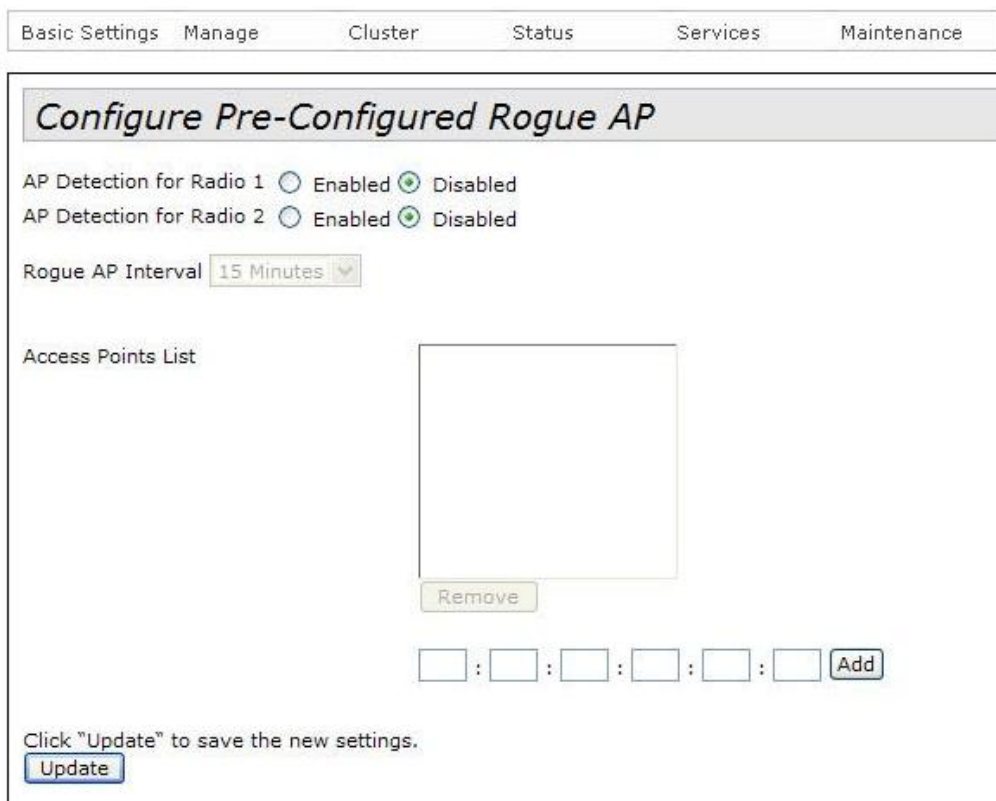 Basic Settings Manage Cluster Status Services Maintenance
Configure Pre-Configured Rogue AP
AP Detection for Radio 1 Enabled Disabled
AP Detection for Radio 2 Enabled Disabled
Rogue AP Interval 15 Minutes
Access Points List
Remove
: : : : : Add
Click "Update" to save the new settings.
Update